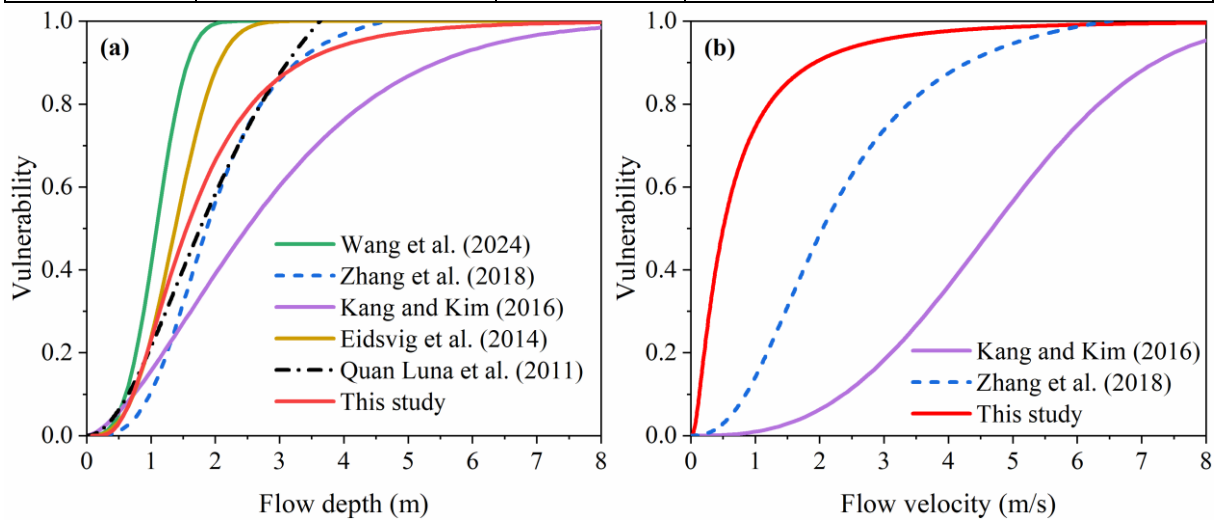 (a)
Vulnerability
1.0
0.8
0.6
0.4
0.2
0.0
Wang et al. (2024)
Zhang et al. (2018)
Kang and Kim (2016)
Eidsvig et al. (2014)
Quan Luna et al. (2011)
This study
0 1 2 3 4 5 6 7 8
Flow depth (m)
(b)
Vulnerability
1.0
0.8
0.6
0.4
0.2
0.0
Kang and Kim (2016)
Zhang et al. (2018)
This study
0 1 2 3 4 5 6 7 8
Flow velocity (m/s)